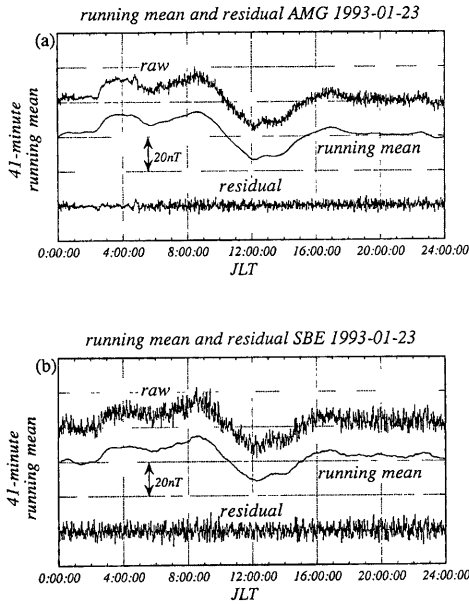 running mean and residual AMG 1993-01-23
(a)
raw
41-minute
running mean
20nT
running mean
residual
0:00:00 4:00:00 8:00:00 12:00:00 16:00:00 20:00:00 24:00:00
JLT
running mean and residual SBE 1993-01-23
(b)
raw
41-minute
running mean
20nT
running mean
residual
0:00:00 4:00:00 8:00:00 12:00:00 16:00:00 20:00:00 24:00:00
JLT